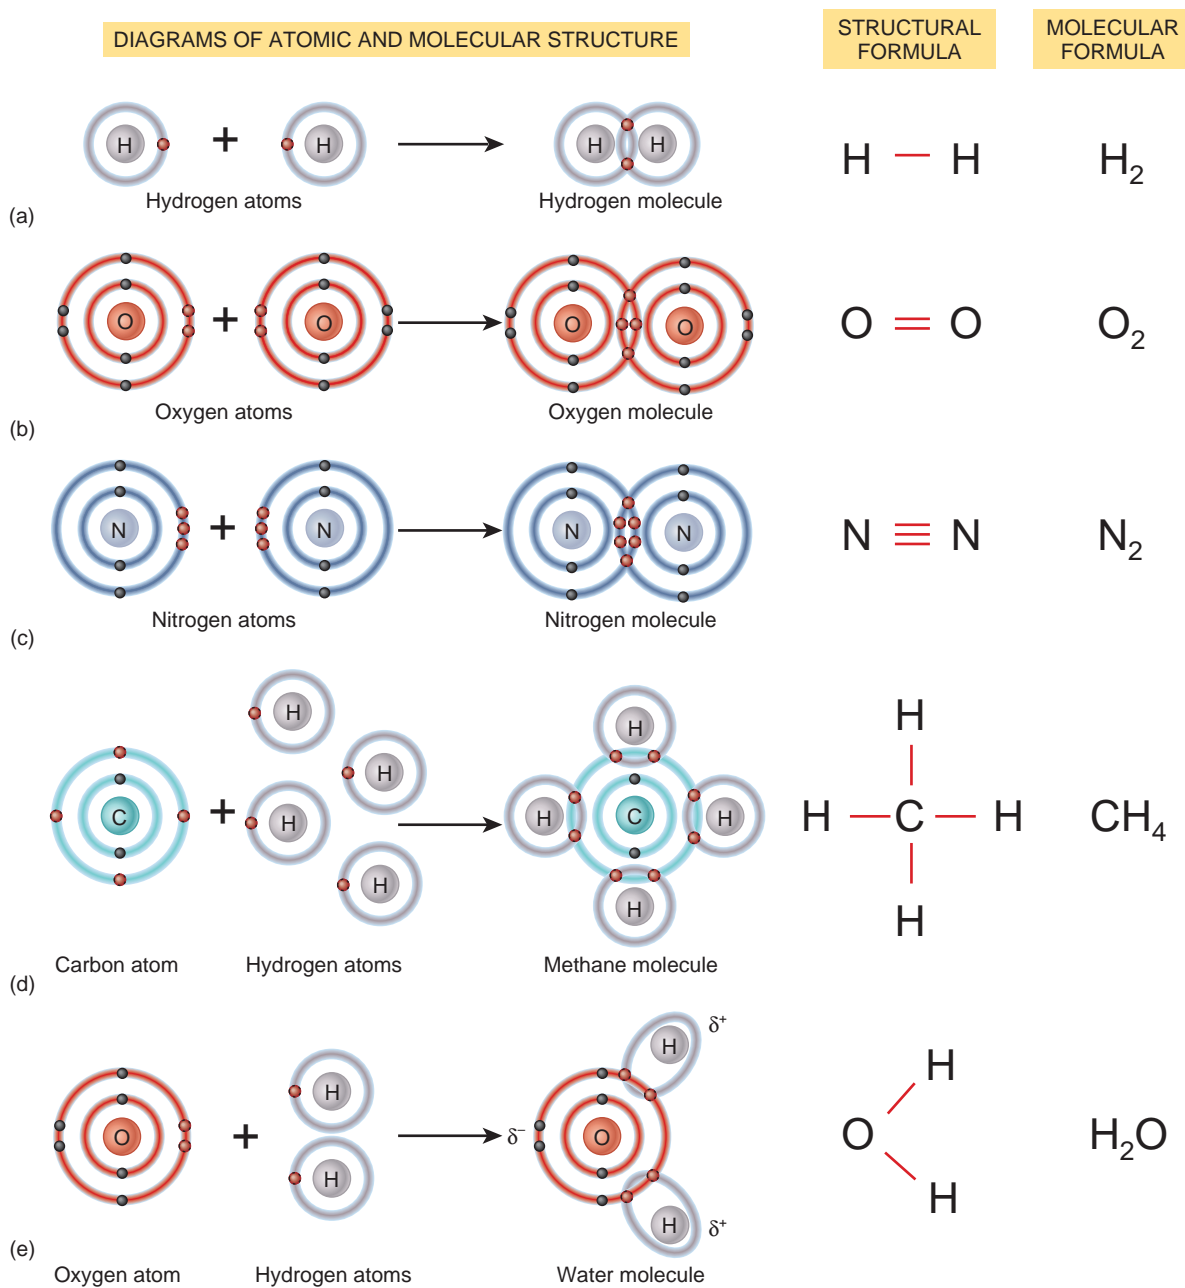 DIAGRAMS OF ATOMIC AND MOLECULAR STRUCTURE
STRUCTURAL
FORMULA
MOLECULAR
FORMULA
H + H H H H — H H₂
Hydrogen atoms Hydrogen molecule
(a)
O + O O O O = O O₂
Oxygen atoms Oxygen molecule
(b)
N + N N N N ≡ N N₂
Nitrogen atoms Nitrogen molecule
(c)
H
H
H
H
C +
H
H C H
H
H
H — C — H
H
CH₄
Carbon atom Hydrogen atoms Methane molecule
(d)
O +
H
H
δ⁻ O
H δ⁺
H δ⁺
H
O
H
H₂O
(e)
Oxygen atom Hydrogen atoms Water molecule